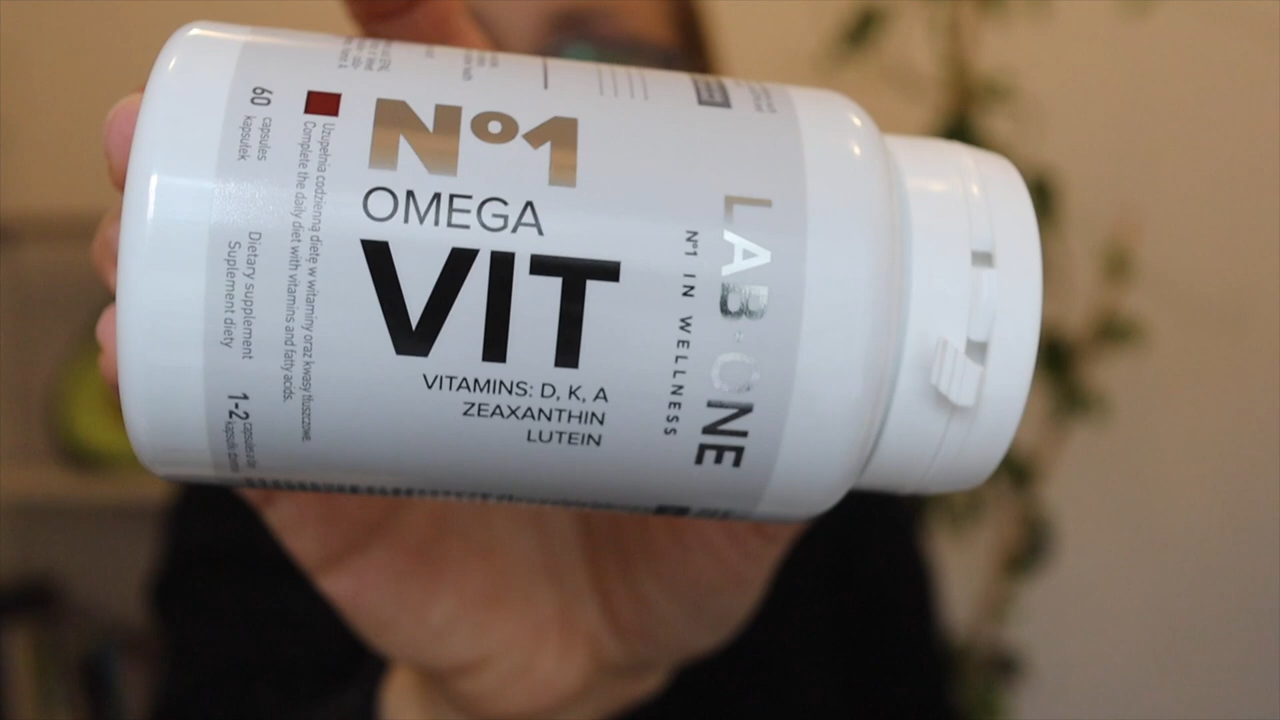 Nº1
OMEGA
VIT
VITAMINS: D, K, A
ZEAXANTHIN
LUTEIN
LAB ONE
Nº1 IN WELLNESS
Uzupełnia codzienną dietę w witaminy oraz kwasy tłuszczowe.
Complete the daily diet with vitamins and fatty acids.
60 capsules
kapsułek
Dietary supplement
Suplement diety
1-2